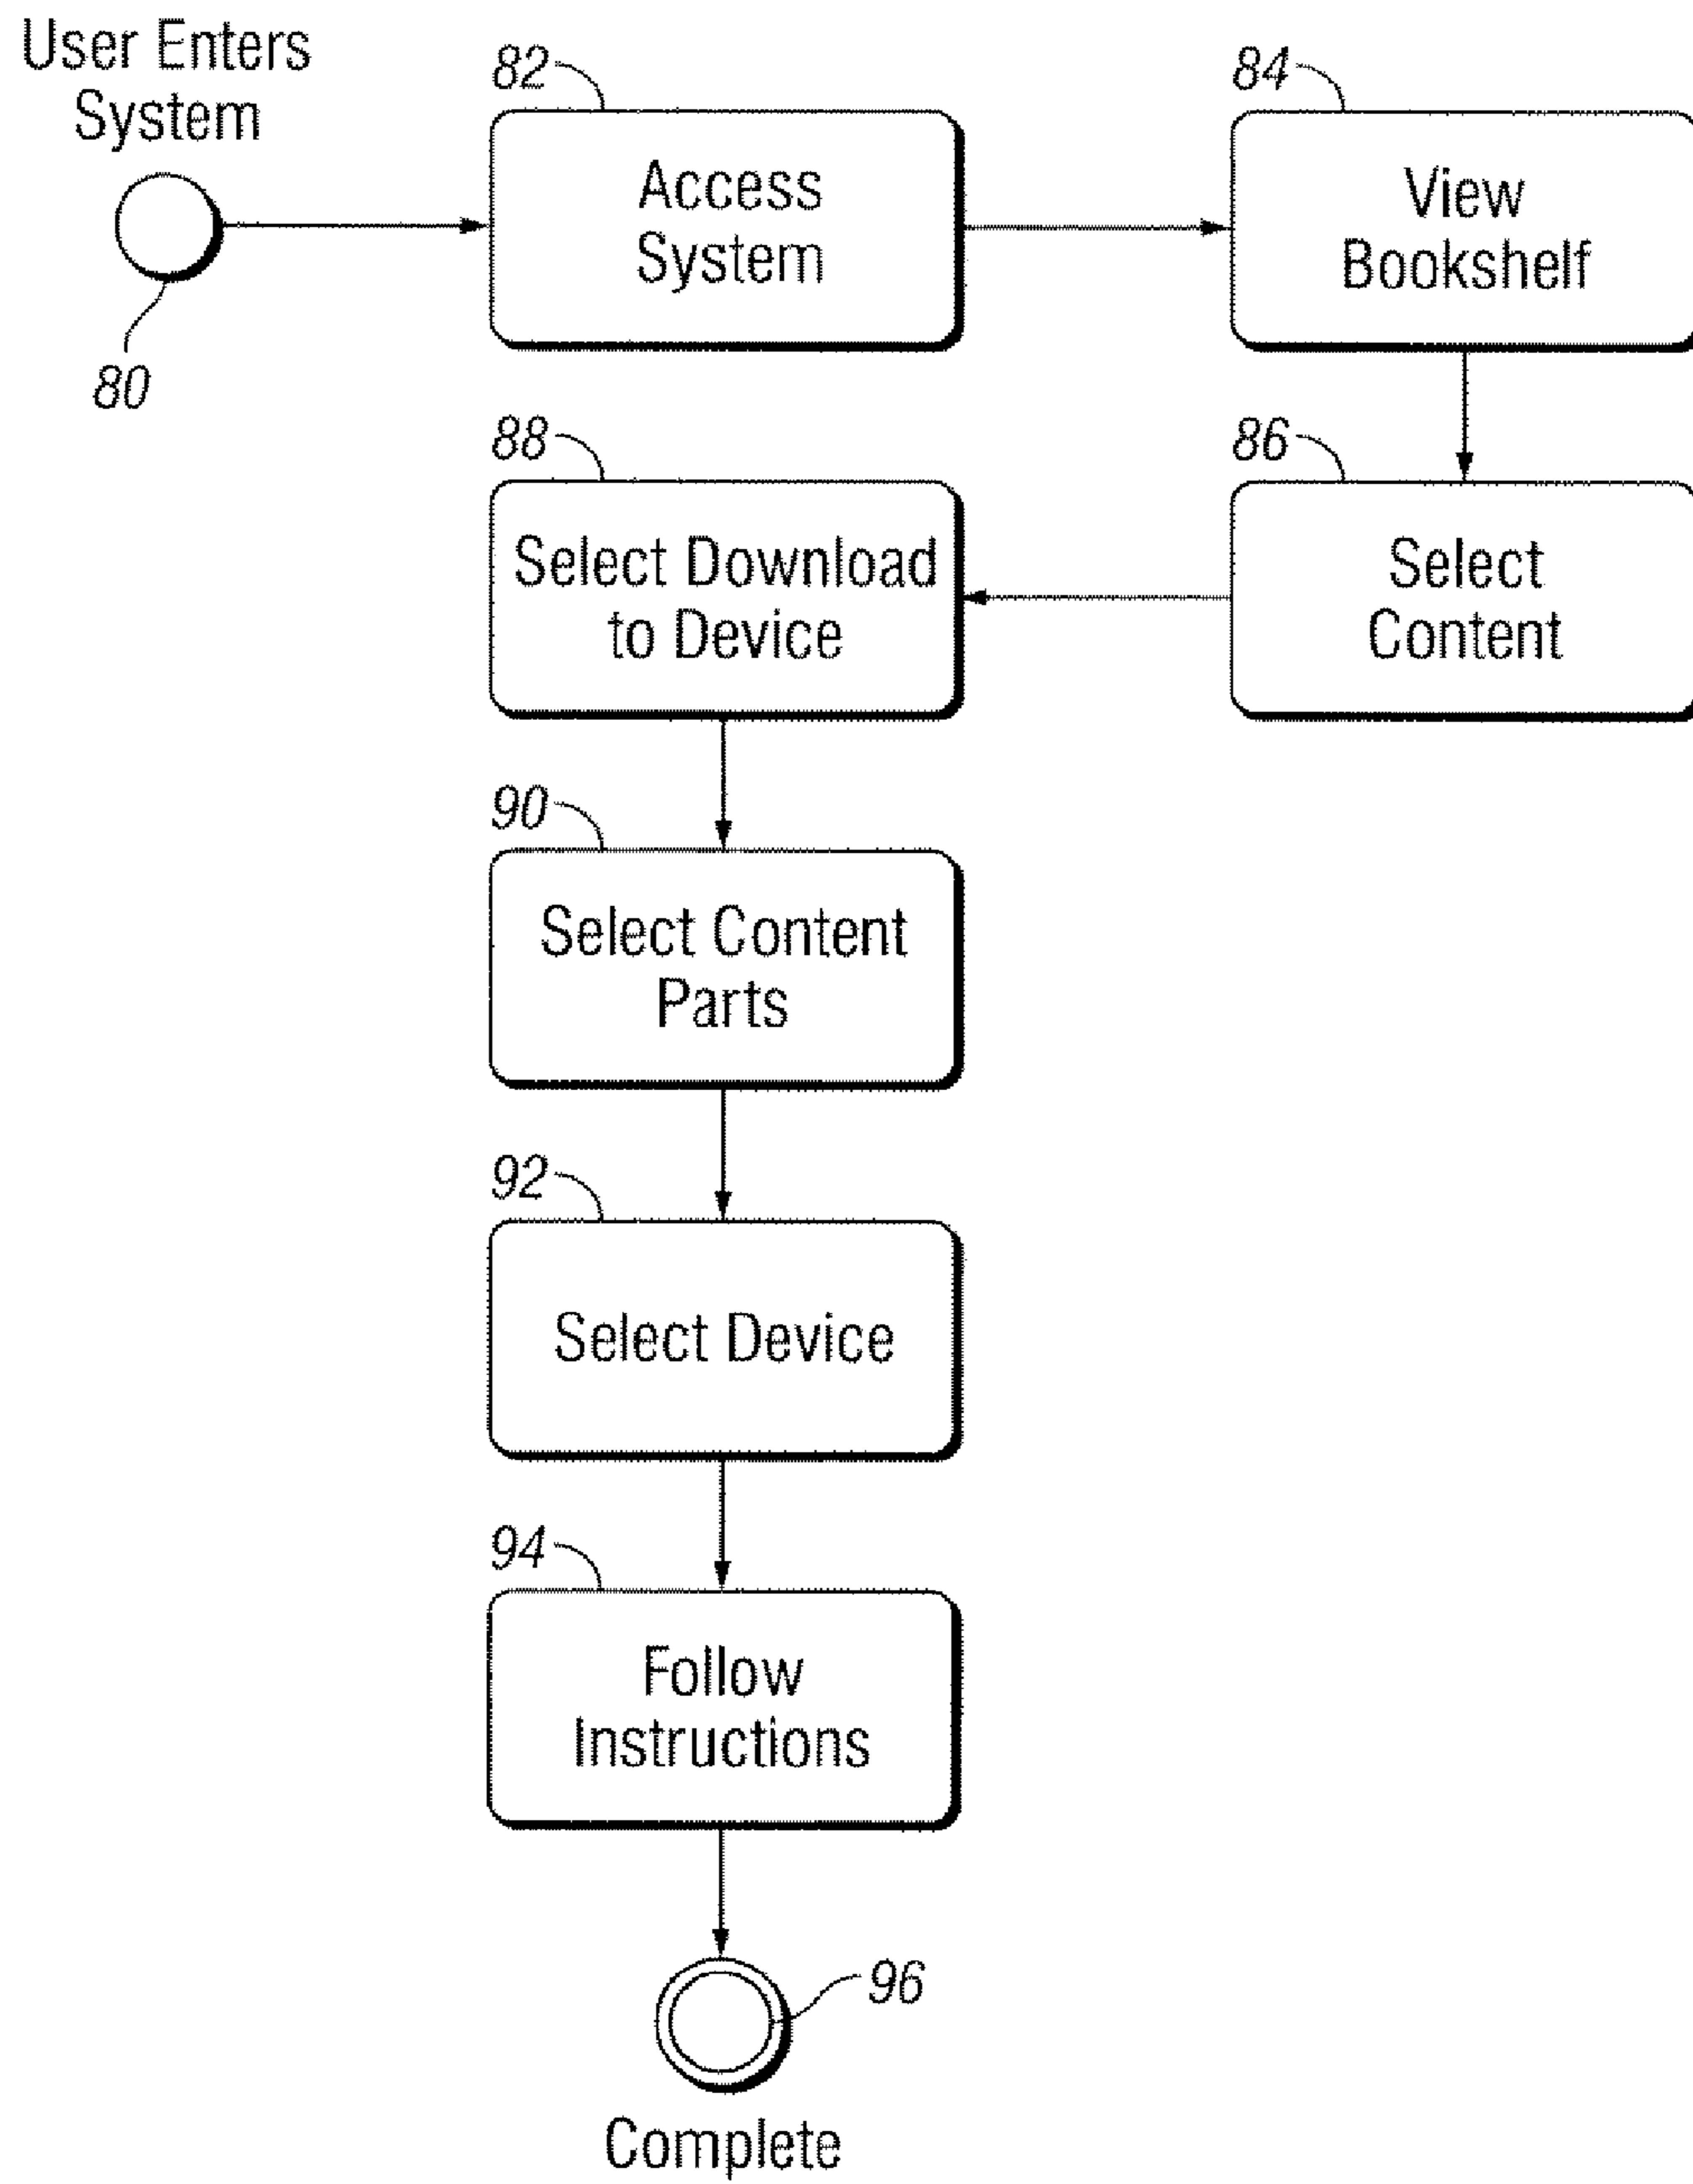 User Enters
System
80
82
Access
System
84
View
Bookshelf
86
Select
Content
88
Select Download
to Device
90
Select Content
Parts
92
Select Device
94
Follow
Instructions
96
Complete